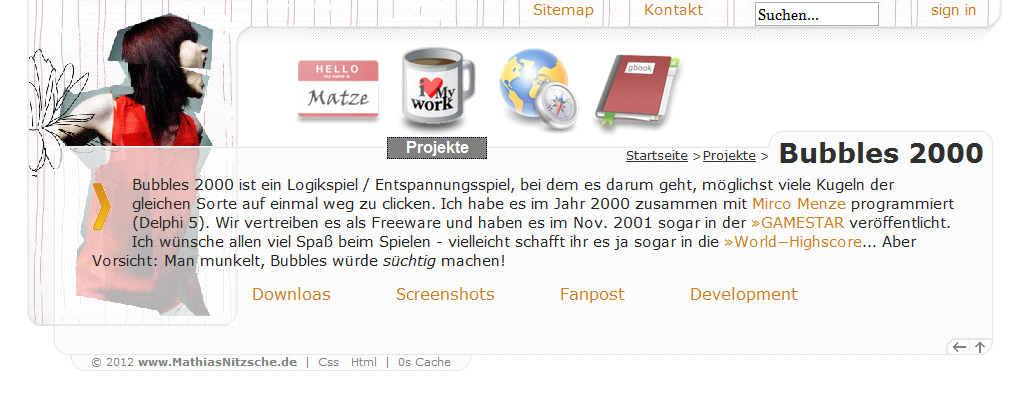 Sitemap Kontakt Suchen... sign in
HELLO
my name is
Matze
I My
work
gbook
Projekte
Startseite > Projekte > Bubbles 2000
Bubbles 2000 ist ein Logikspiel / Entspannungsspiel, bei dem es darum geht, möglichst viele Kugeln der
gleichen Sorte auf einmal weg zu clicken. Ich habe es im Jahr 2000 zusammen mit Mirco Menze programmiert
(Delphi 5). Wir vertreiben es als Freeware und haben es im Nov. 2001 sogar in der »GAMESTAR veröffentlicht.
Ich wünsche allen viel Spaß beim Spielen - vielleicht schafft ihr es ja sogar in die »World–Highscore... Aber
Vorsicht: Man munkelt, Bubbles würde süchtig machen!
Downloas Screenshots Fanpost Development
© 2012 www.MathiasNitzsche.de | Css Html | 0s Cache